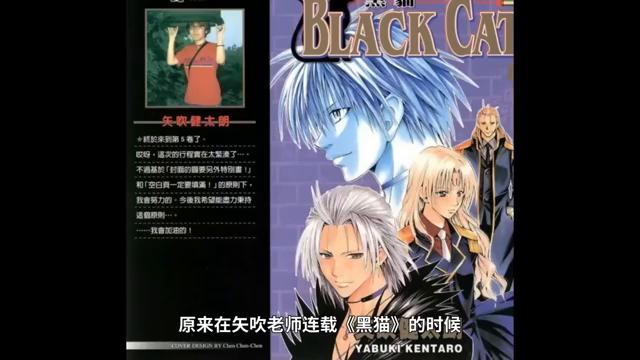 BLACK CAT
矢吹健太朗
★終於來到第5卷了。
哎呀，這次的行程實在太緊湊了…。
不過基於「封面的圖要另外特別畫！」
和「空白頁一定要填滿！」的原則下，
我會努力的。今後我希望能盡力秉持
這個原則…。
……我會加油的！
原来在矢吹老师连载《黑猫》的时候
YABUKI KENTARO
COVER DESIGN BY Chen Chun-Chen